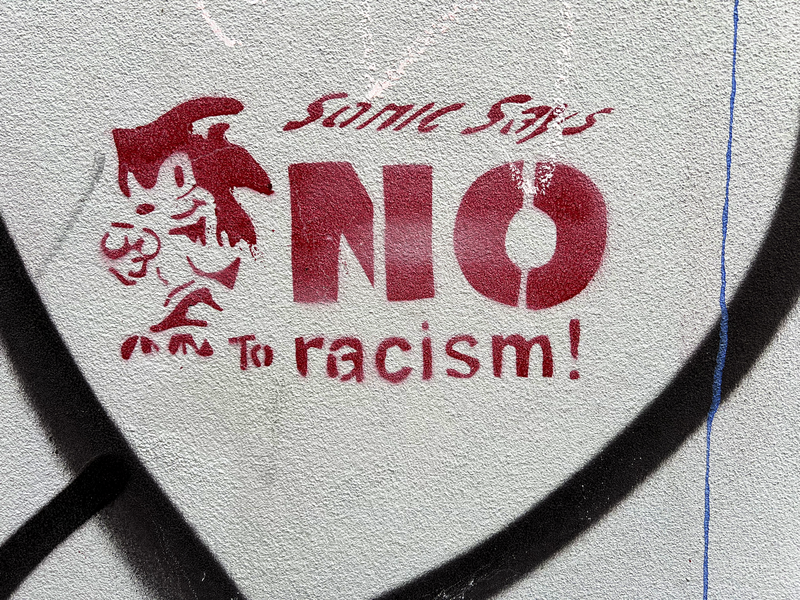 Sonic Says
NO
To racism!